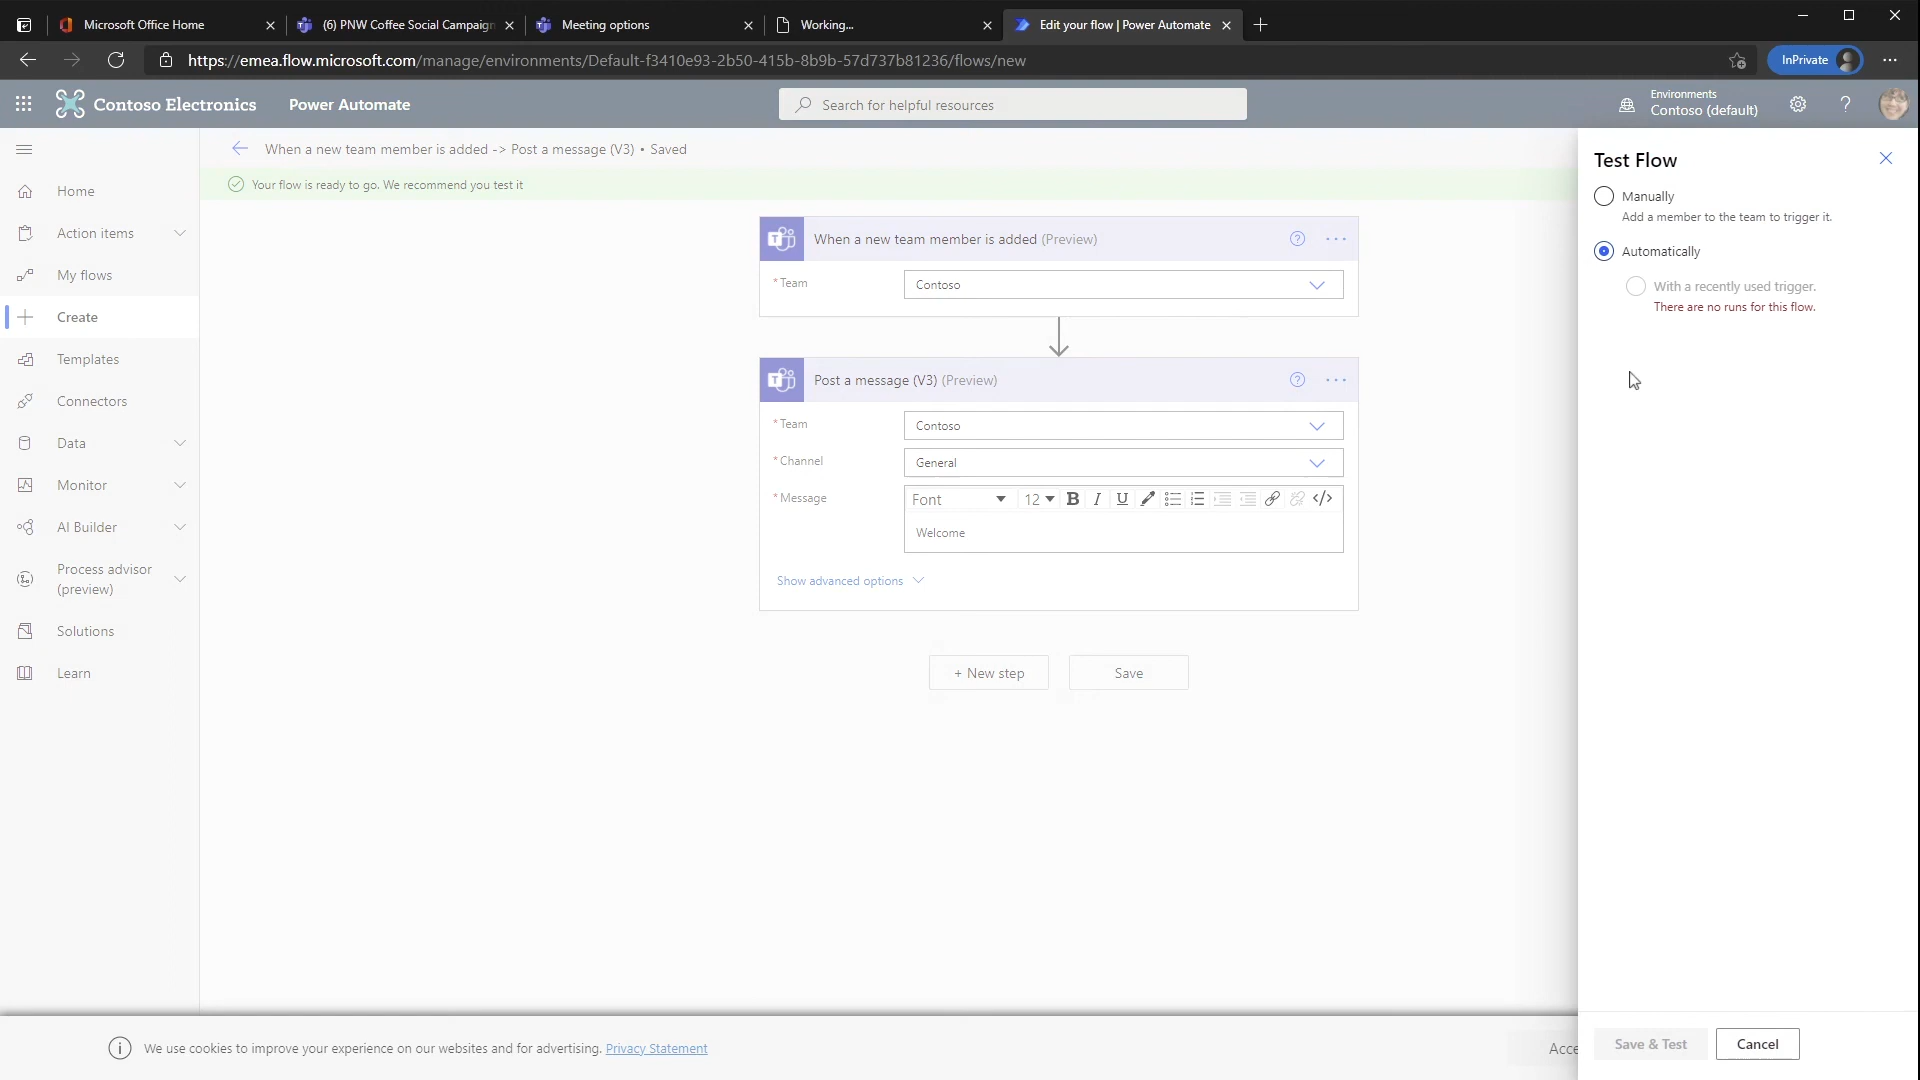 Microsoft Office Home
(6) PNW Coffee Social Campaign
Meeting options
Working...
Edit your flow | Power Automate
https://emea.flow.microsoft.com/manage/environments/Default-f3410e93-2b50-415b-8b9b-57d737b81236/flows/new
InPrivate
Contoso Electronics
Power Automate
Search for helpful resources
Environments
Contoso (default)
When a new team member is added -> Post a message (V3) • Saved
Your flow is ready to go. We recommend you test it
Home
Action items
My flows
Create
Templates
Connectors
Data
Monitor
AI Builder
Process advisor
(preview)
Solutions
Learn
When a new team member is added (Preview)
* Team
Contoso
Post a message (V3) (Preview)
* Team
Contoso
* Channel
General
* Message
Font
12
B I U </>
Welcome
Show advanced options
+ New step
Save
Test Flow
Manually
Add a member to the team to trigger it.
Automatically
With a recently used trigger.
There are no runs for this flow.
Save & Test
Cancel
We use cookies to improve your experience on our websites and for advertising. Privacy Statement
Acce